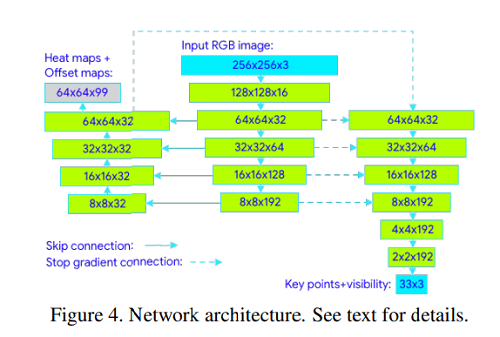 Heat maps +
Offset maps:
Input RGB image:
256x256x3
64x64x99
128x128x16
64x64x32
64x64x32
64x64x32
32x32x32
32x32x64
32x32x64
16x16x32
16x16x128
16x16x128
8x8x32
8x8x192
8x8x192
4x4x192
2x2x192
Skip connection:
Stop gradient connection:
Key points+visibility:
33x3
Figure 4. Network architecture. See text for details.